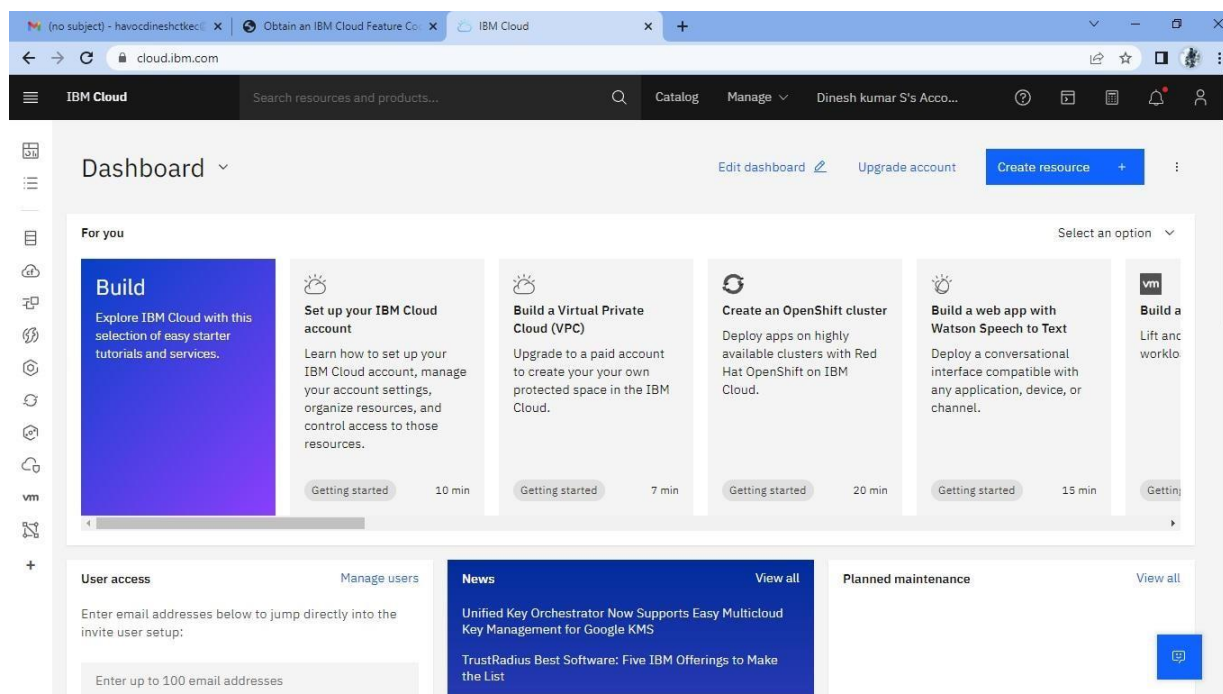 (no subject) - havocdineshctkec
Obtain an IBM Cloud Feature Co
IBM Cloud
cloud.ibm.com
IBM Cloud
Search resources and products...
Catalog
Manage
Dinesh kumar S's Acco...
Dashboard
Edit dashboard
Upgrade account
Create resource +
For you
Select an option
Build
Explore IBM Cloud with this
selection of easy starter
tutorials and services.
Set up your IBM Cloud
account
Learn how to set up your
IBM Cloud account, manage
your account settings,
organize resources, and
control access to those
resources.
Getting started 10 min
Build a Virtual Private
Cloud (VPC)
Upgrade to a paid account
to create your your own
protected space in the IBM
Cloud.
Getting started 7 min
Create an OpenShift cluster
Deploy apps on highly
available clusters with Red
Hat OpenShift on IBM
Cloud.
Getting started 20 min
Build a web app with
Watson Speech to Text
Deploy a conversational
interface compatible with
any application, device, or
channel.
Getting started 15 min
vm
Build a
Lift and
worklo
Getting
vm
User access
Manage users
Enter email addresses below to jump directly into the
invite user setup:
Enter up to 100 email addresses
News
View all
Unified Key Orchestrator Now Supports Easy Multicloud
Key Management for Google KMS
TrustRadius Best Software: Five IBM Offerings to Make
the List
Planned maintenance
View all